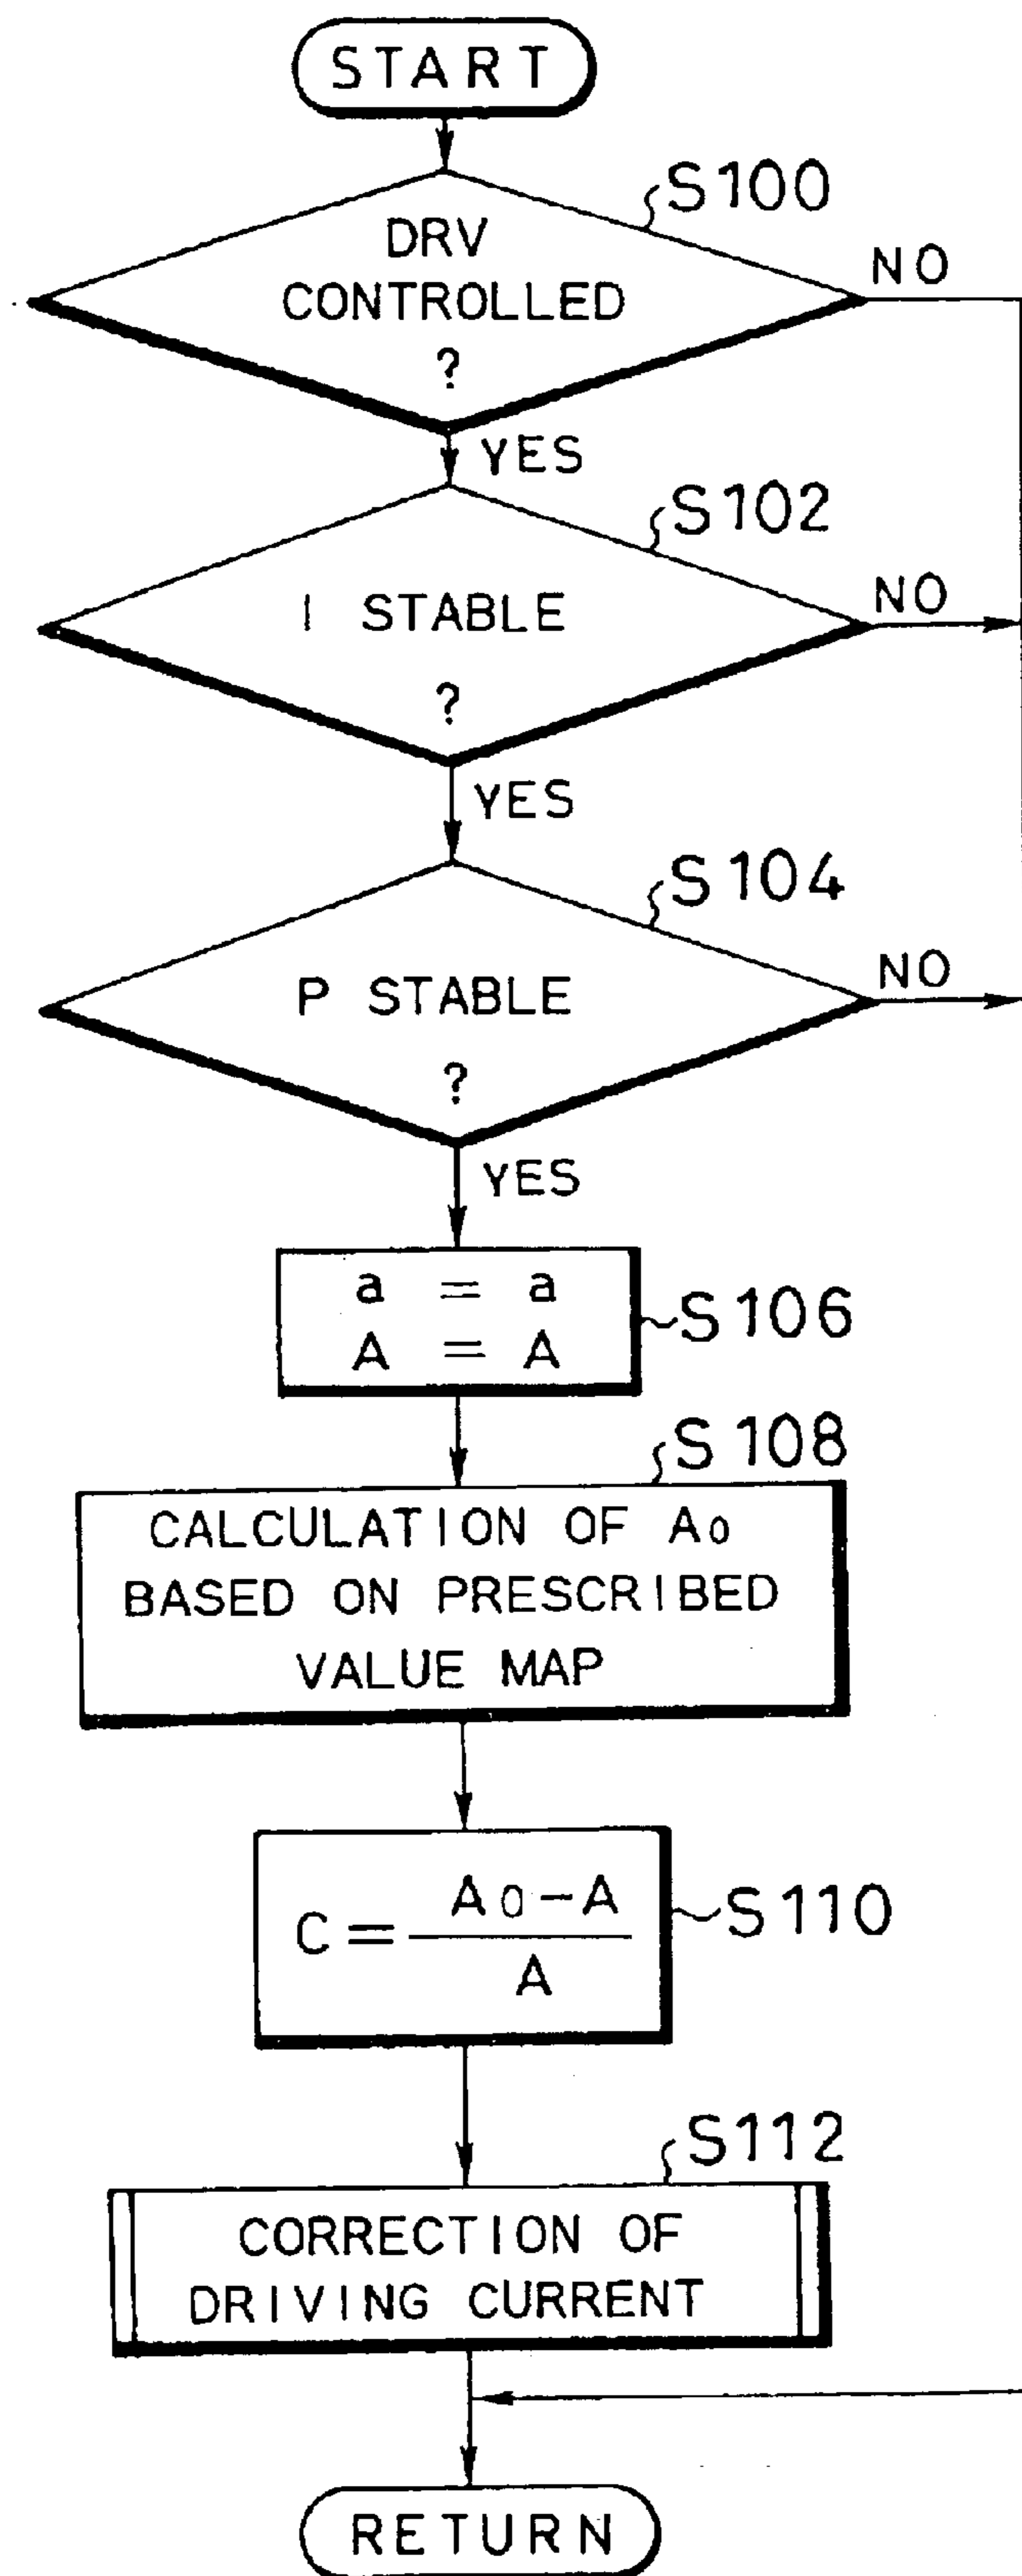 START
S100
DRV
CONTROLLED
?
NO
YES
S102
I STABLE
?
NO
YES
S104
P STABLE
?
NO
YES
a = a
A = A
S106
S108
CALCULATION OF A0
BASED ON PRESCRIBED
VALUE MAP
C = A0-A
A
S110
S112
CORRECTION OF
DRIVING CURRENT
RETURN